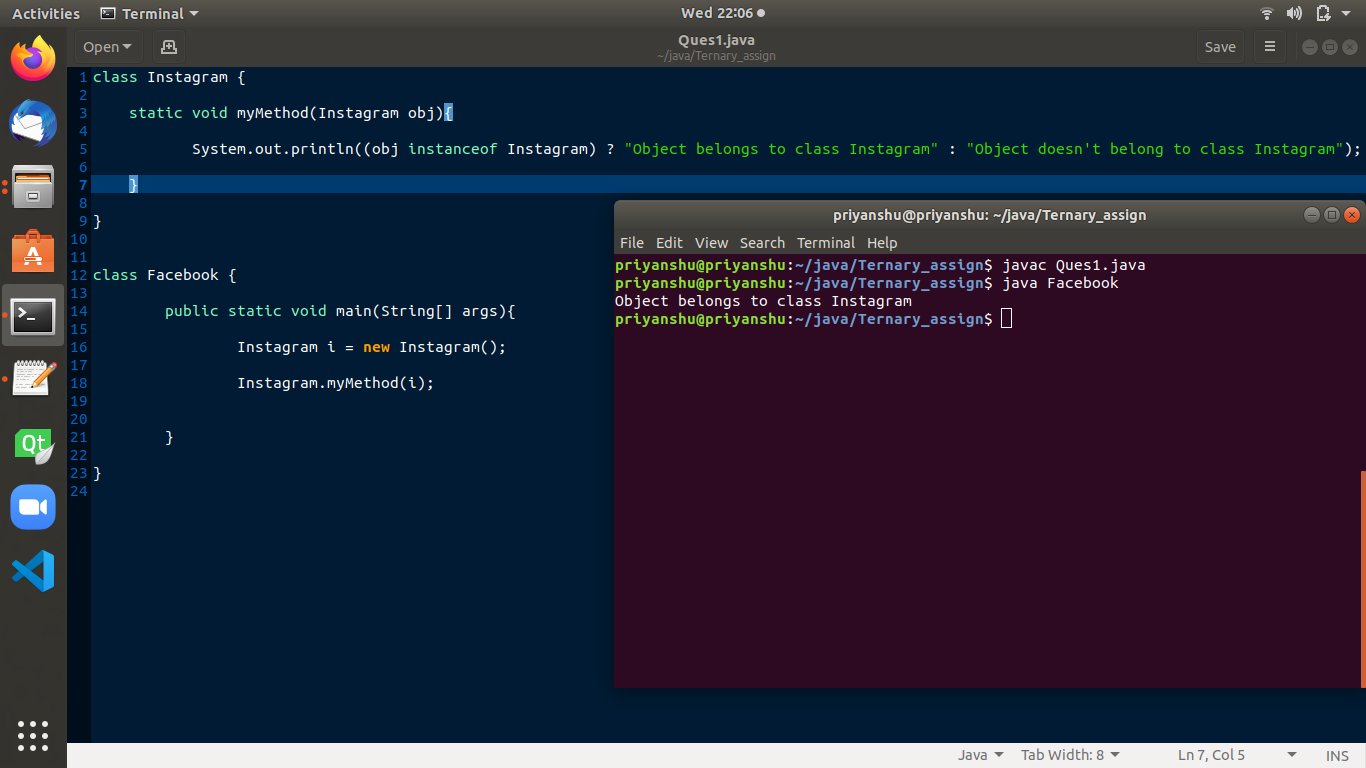 Activities Terminal Wed 22:06
Open Ques1.java Save
~/java/Ternary_assign
1 class Instagram {
2
3 static void myMethod(Instagram obj){
4
5 System.out.println((obj instanceof Instagram) ? "Object belongs to class Instagram" : "Object doesn't belong to class Instagram");
6
7 }
8
9 }
10
11
12 class Facebook {
13
14 public static void main(String[] args){
15
16 Instagram i = new Instagram();
17
18 Instagram.myMethod(i);
19
20
21 }
22
23 }
24
priyanshu@priyanshu: ~/java/Ternary_assign
File Edit View Search Terminal Help
priyanshu@priyanshu:~/java/Ternary_assign$ javac Ques1.java
priyanshu@priyanshu:~/java/Ternary_assign$ java Facebook
Object belongs to class Instagram
priyanshu@priyanshu:~/java/Ternary_assign$
Qt
Java Tab Width: 8 Ln 7, Col 5 INS